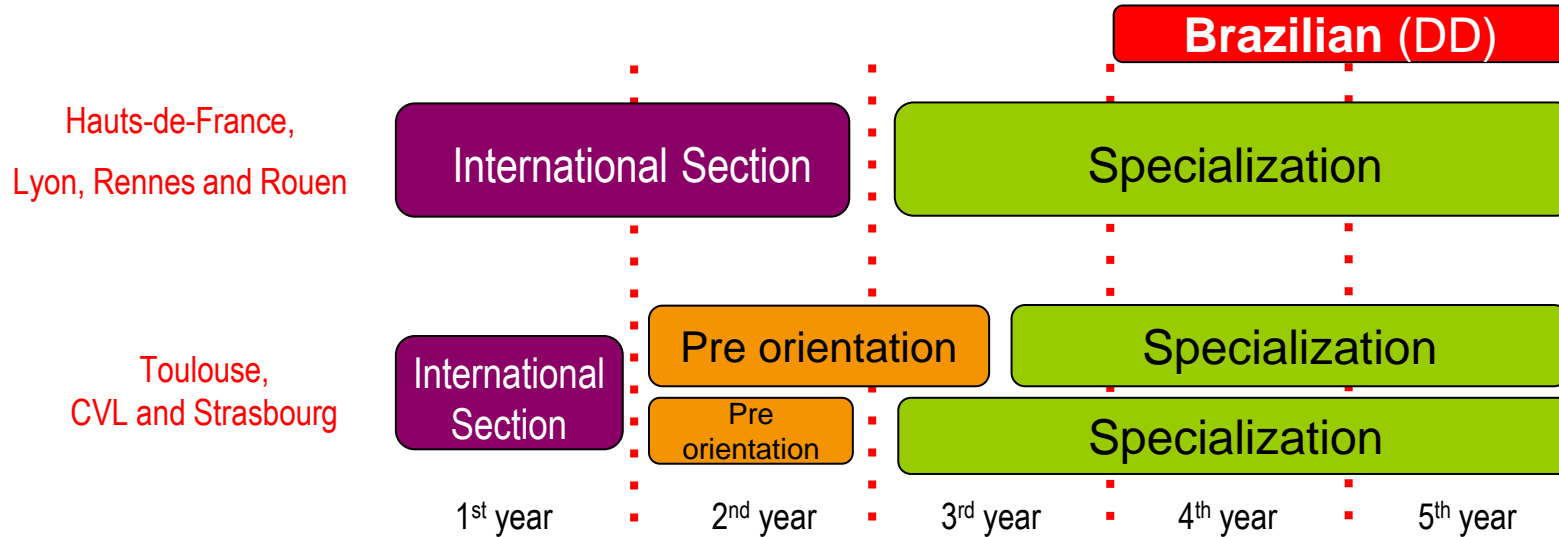 Brazilian (DD)
Hauts-de-France,
Lyon, Rennes and Rouen
International Section
Specialization
Toulouse,
CVL and Strasbourg
International
Section
Pre orientation
Specialization
Pre
orientation
Specialization
1st year
2nd year
3rd year
4th year
5th year